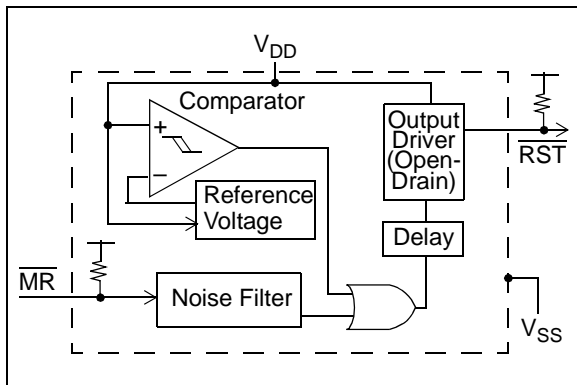 VDD
Comparator
+
−
Reference
Voltage
Output
Driver
(Open-
Drain)
RST
Delay
MR
Noise Filter
VSS